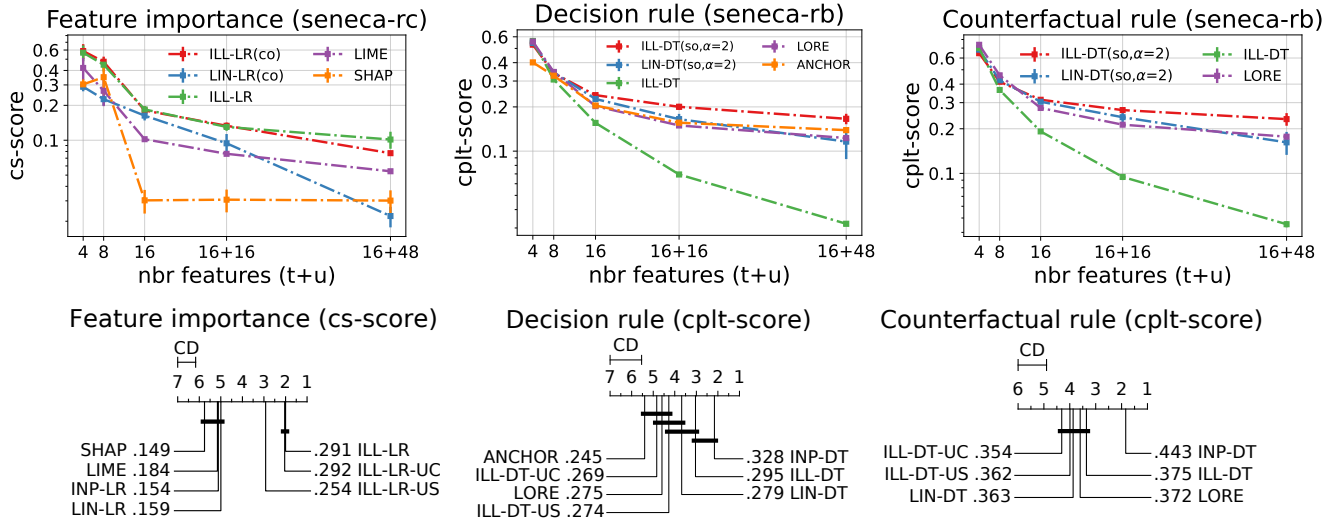 Feature importance (seneca-rc)
cs-score
0.6
0.4
0.3
0.2
0.1
ILL-LR(co)
LIN-LR(co)
ILL-LR
LIME
SHAP
4 8 16 16+16 16+48
nbr features (t+u)
Decision rule (seneca-rb)
cplt-score
0.6
0.4
0.3
0.2
0.1
ILL-DT(so,α=2)
LIN-DT(so,α=2)
ILL-DT
LORE
ANCHOR
4 8 16 16+16 16+48
nbr features (t+u)
Counterfactual rule (seneca-rb)
cplt-score
0.6
0.4
0.3
0.2
0.1
ILL-DT(so,α=2)
LIN-DT(so,α=2)
ILL-DT
LORE
4 8 16 16+16 16+48
nbr features (t+u)
Feature importance (cs-score)
CD
7 6 5 4 3 2 1
SHAP .149
LIME .184
INP-LR .154
LIN-LR .159
.291 ILL-LR
.292 ILL-LR-UC
.254 ILL-LR-US
Decision rule (cplt-score)
CD
7 6 5 4 3 2 1
ANCHOR .245
ILL-DT-UC .269
LORE .275
ILL-DT-US .274
.328 INP-DT
.295 ILL-DT
.279 LIN-DT
Counterfactual rule (cplt-score)
CD
6 5 4 3 2 1
ILL-DT-UC .354
ILL-DT-US .362
LIN-DT .363
.443 INP-DT
.375 ILL-DT
.372 LORE